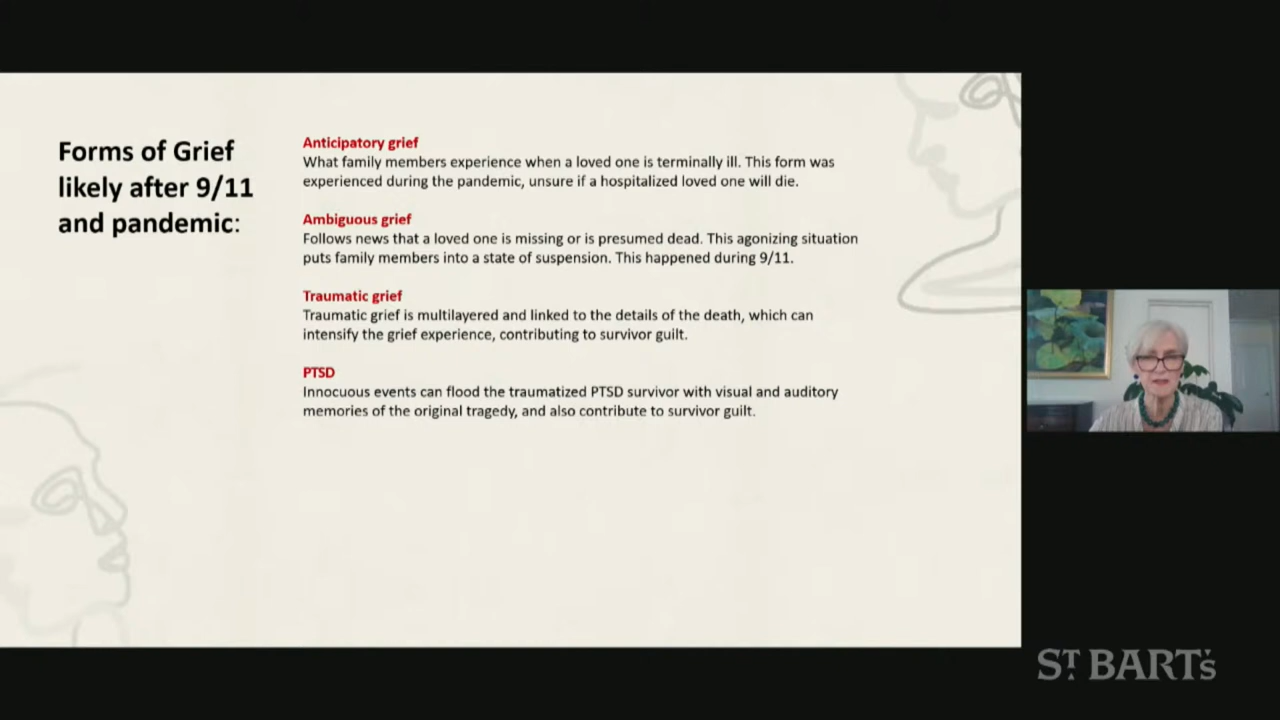 Forms of Grief
likely after 9/11
and pandemic:
Anticipatory grief
What family members experience when a loved one is terminally ill. This form was
experienced during the pandemic, unsure if a hospitalized loved one will die.
Ambiguous grief
Follows news that a loved one is missing or is presumed dead. This agonizing situation
puts family members into a state of suspension. This happened during 9/11.
Traumatic grief
Traumatic grief is multilayered and linked to the details of the death, which can
intensify the grief experience, contributing to survivor guilt.
PTSD
Innocuous events can flood the traumatized PTSD survivor with visual and auditory
memories of the original tragedy, and also contribute to survivor guilt.
ST BART'S